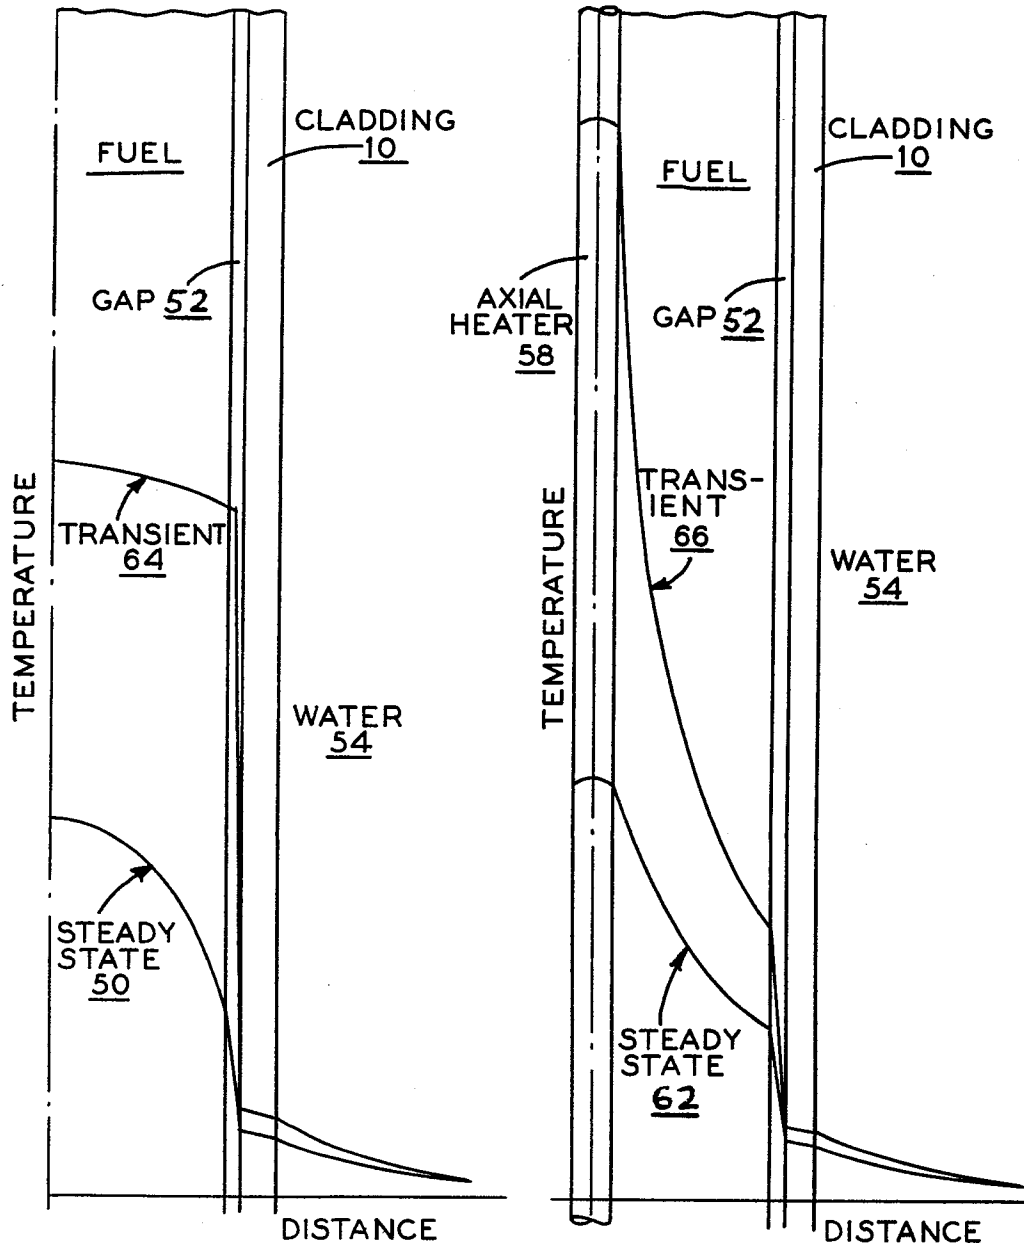 FUEL
CLADDING
10
GAP 52
TEMPERATURE
TRANSIENT
64
WATER
54
STEADY
STATE
50
DISTANCE
FUEL
CLADDING
10
AXIAL
HEATER
58
GAP 52
TEMPERATURE
TRANS-
IENT
66
WATER
54
STEADY
STATE
62
DISTANCE